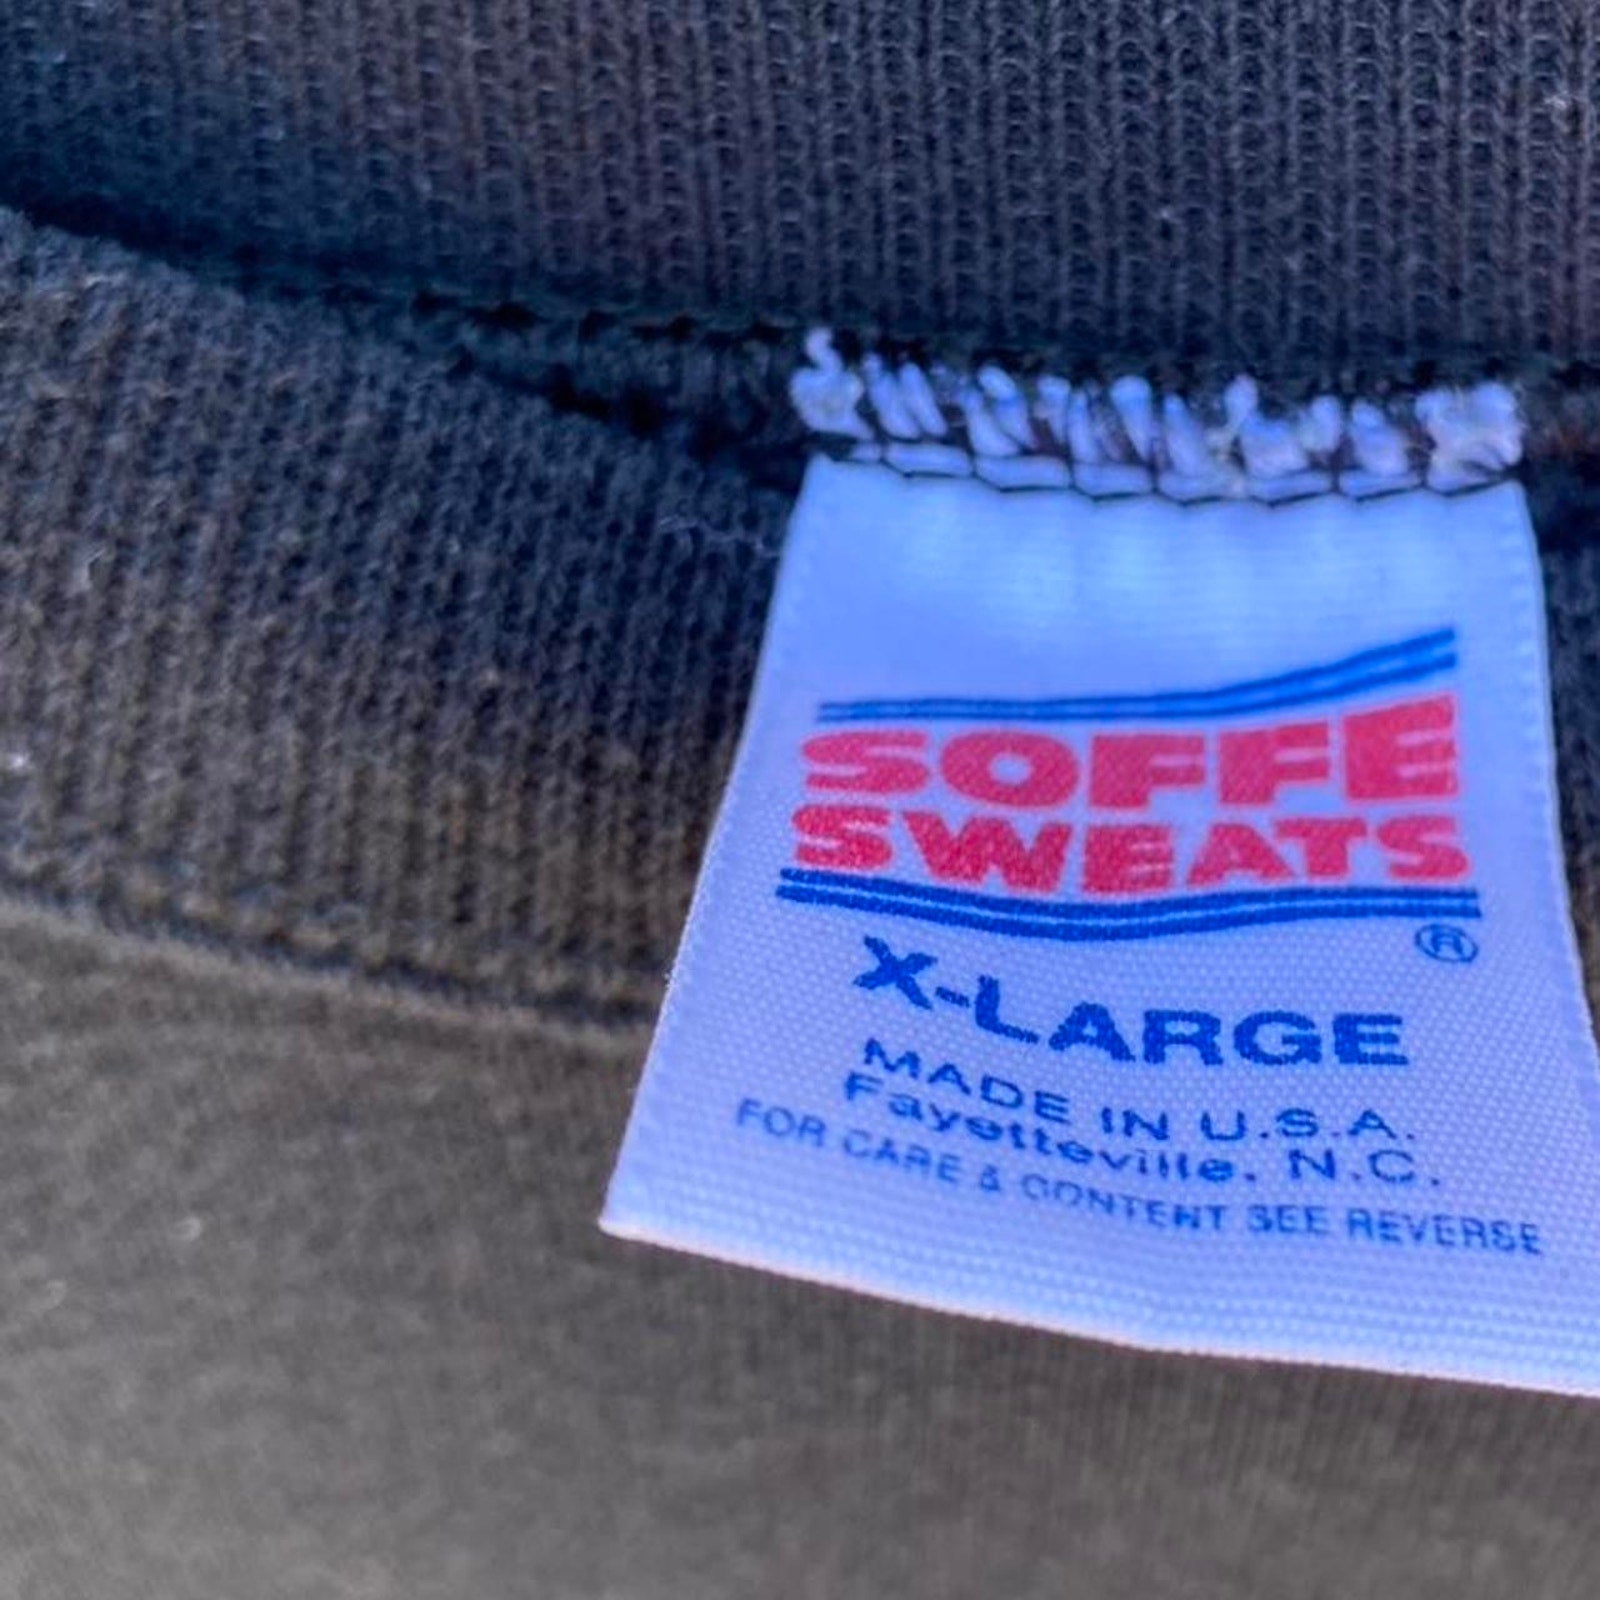 SOFFE
SWEATS
®
X-LARGE
MADE IN U.S.A.
Fayetteville. N.C.
FOR CARE & CONTENT SEE REVERSE